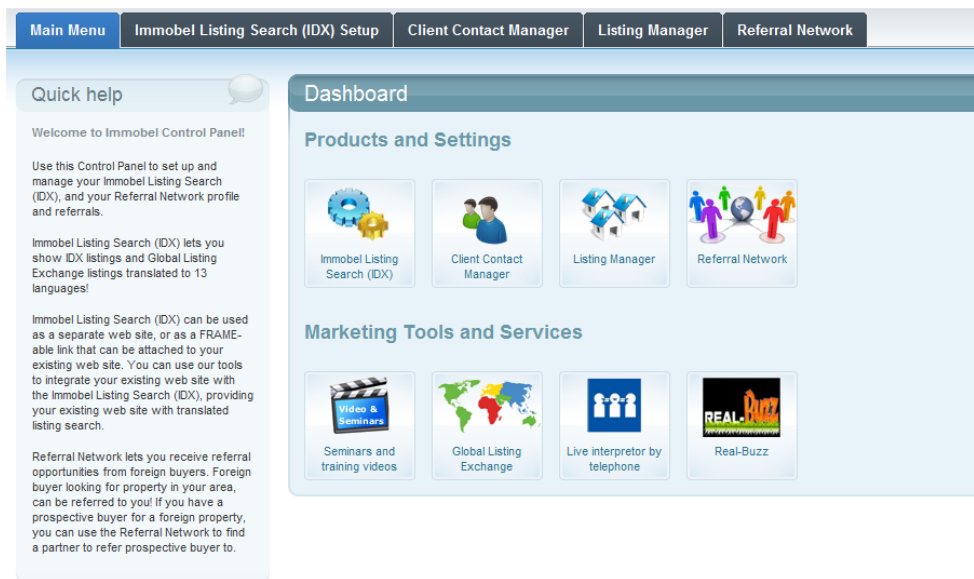 Main Menu
Immobel Listing Search (IDX) Setup
Client Contact Manager
Listing Manager
Referral Network
Quick help
Welcome to Immobel Control Panel!
Use this Control Panel to set up and
manage your Immobel Listing Search
(IDX), and your Referral Network profile
and referrals.
Immobel Listing Search (IDX) lets you
show IDX listings and Global Listing
Exchange listings translated to 13
languages!
Immobel Listing Search (IDX) can be used
as a separate web site, or as a FRAME-
able link that can be attached to your
existing web site. You can use our tools
to integrate your existing web site with
the Immobel Listing Search (IDX), providing
your existing web site with translated
listing search.
Referral Network lets you receive referral
opportunities from foreign buyers. Foreign
buyer looking for property in your area,
can be referred to you! If you have a
prospective buyer for a foreign property,
you can use the Referral Network to find
a partner to refer prospective buyer to.
Dashboard
Products and Settings
Immobel Listing
Search (IDX)
Client Contact
Manager
Listing Manager
Referral Network
Marketing Tools and Services
Video &
Seminars
Seminars and
training videos
Global Listing
Exchange
Live interpretor by
telephone
REAL-Buzz
Real-Buzz